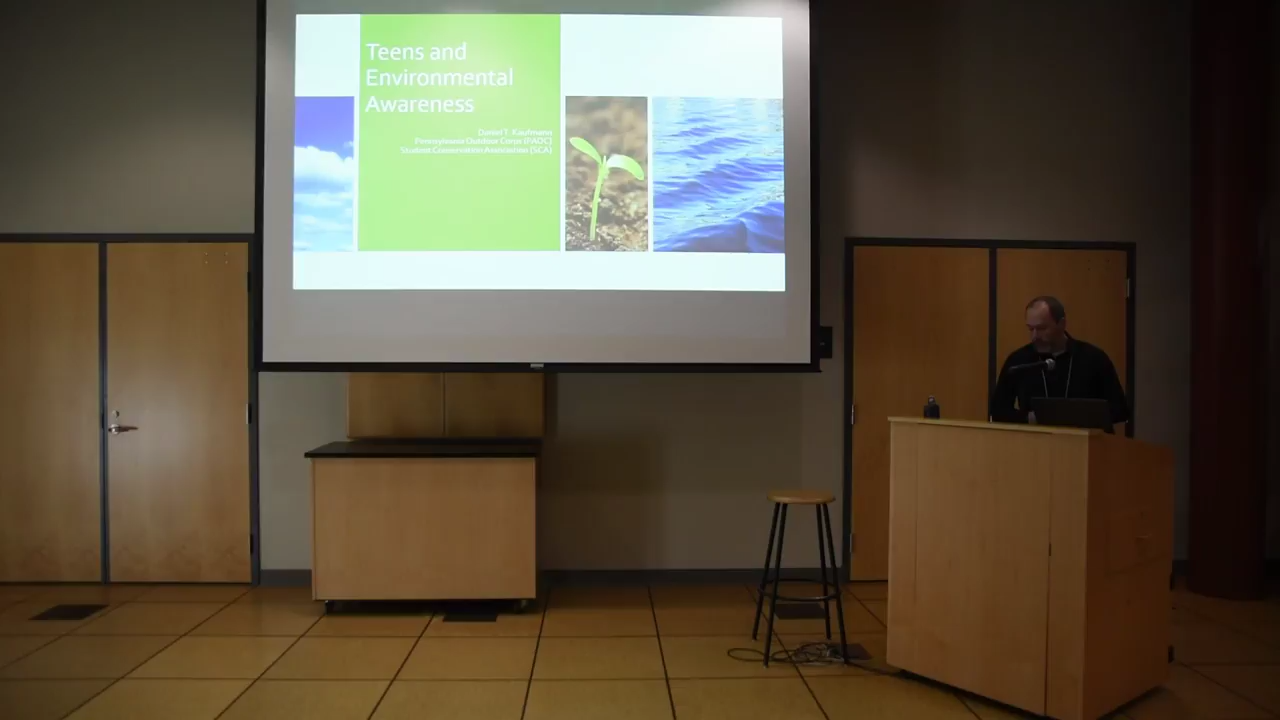 Teens and
Environmental
Awareness
Daniel T. Kaufmann
Pennsylvania Outdoor Corps (PAOC)
Student Conservation Association (SCA)